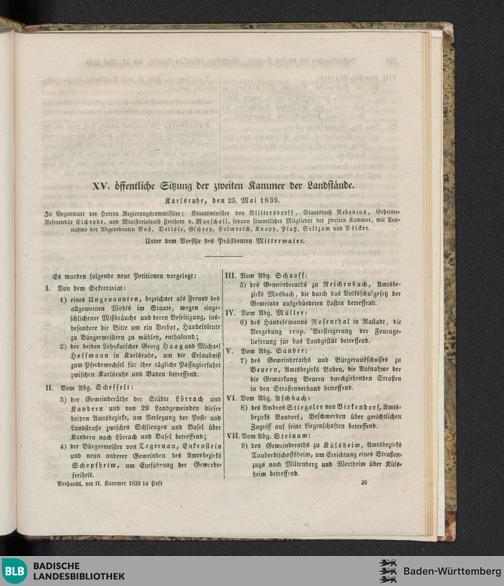 XV. öffentliche Sitzung der zweiten Kammer der Landstände.
Karlsruhe, den 25. Mai 1839.
In Gegenwart der Herren Regierungskommissäre: Staatsminister von Blittersdorff, Staatsrath Nebenius, Geheime-
Referendär Eichrodt, und Ministerialrath Freiherr v. Marschall, sodann sämmtlicher Mitglieder der zweiten Kammer, mit Aus-
nahme der Abgeordneten Buß, Delisle, Gschrey, Helmreich, Knapp, Platz, Seltzam und Völcker.
Unter dem Vorsitze des Präsidenten Mittermaier.
Es wurden folgende neue Petitionen vorgelegt:
I. Von dem Sekretariat:
1) eines Ungenannten, bezeichnet als Freund des
allgemeinen Wohls im Staate, wegen einge-
schlichener Mißbräuche und deren Beseitigung, ins-
besondere die Bitte um ein Verbot, Handelsleute
zu Bürgermeistern zu wählen, enthaltend;
2) der beiden Lehnkutscher Georg Haag und Michael
Hoffmann in Karlsruhe, um die Erlaubniß
zum Pferdewechsel für ihre tägliche Passagierfahrt
zwischen Karlsruhe und Baden betreffend.
II. Vom Abg. Scheffelt:
3) der Gemeinderäthe der Städte Lörrach und
Kandern und von 29 Landgemeinden dieser
beiden Amtsbezirke, um Verlegung der Post- und
Landstraße zwischen Schliengen und Basel über
Kandern nach Lörrach und Basel betreffend;
4) der Bürgermeister von Tegernau, Enkenstein
und neun anderer Gemeinden des Amtsbezirks
Schopfheim, um Einführung der Gewerbs-
freiheit.
Verhandl. der II. Kammer 1839 16 Heft
III. Vom Abg. Schaaff:
5) des Gemeinderaths zu Reichenbuch, Amtsbe-
zirks Mosbach, die durch das Volksschulgesetz der
Gemeinde aufgebürdeten Lasten betreffend.
IV. Vom Abg. Müller:
6) des Handelsmanns Rosenthal in Rastadt, die
Vergebung resp. Versteigerung der Fourage-
lieferung für das Landgestüt betreffend.
V. Vom Abg. Sander:
7) des Gemeinderaths und Bürgerausschusses zu
Beuern, Amtsbezirks Baden, die Aufnahme der
die Gemarkung Beuern durchziehenden Straßen
in den Straßenverband betreffend.
VI. Vom Abg. Aschbach:
8) des Ambros Stiegeler von Birkendorf, Amts-
bezirks Bondorf, Beschwerden über gerichtlichen
Zugriff auf seine Liegenschaften betreffend.
VII. Vom Abg. Greinam:
9) des Gemeinderaths zu Külsheim, Amtsbezirks
Tauberbischoffsheim, um Errichtung eines Straßen-
zugs nach Miltenberg und Wertheim über Küls-
heim betreffend.
20
BLB BADISCHE
LANDESBIBLIOTHEK
Baden-Württemberg